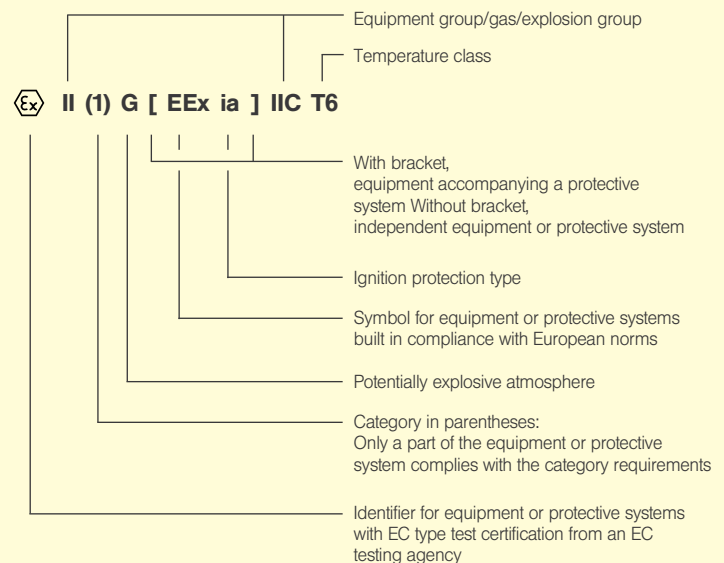 Equipment group/gas/explosion group
Temperature class
Ex II (1) G [ EEx ia ] IIC T6
With bracket,
equipment accompanying a protective
system Without bracket,
independent equipment or protective system
Ignition protection type
Symbol for equipment or protective systems
built in compliance with European norms
Potentially explosive atmosphere
Category in parentheses:
Only a part of the equipment or protective
system complies with the category requirements
Identifier for equipment or protective systems
with EC type test certification from an EC
testing agency